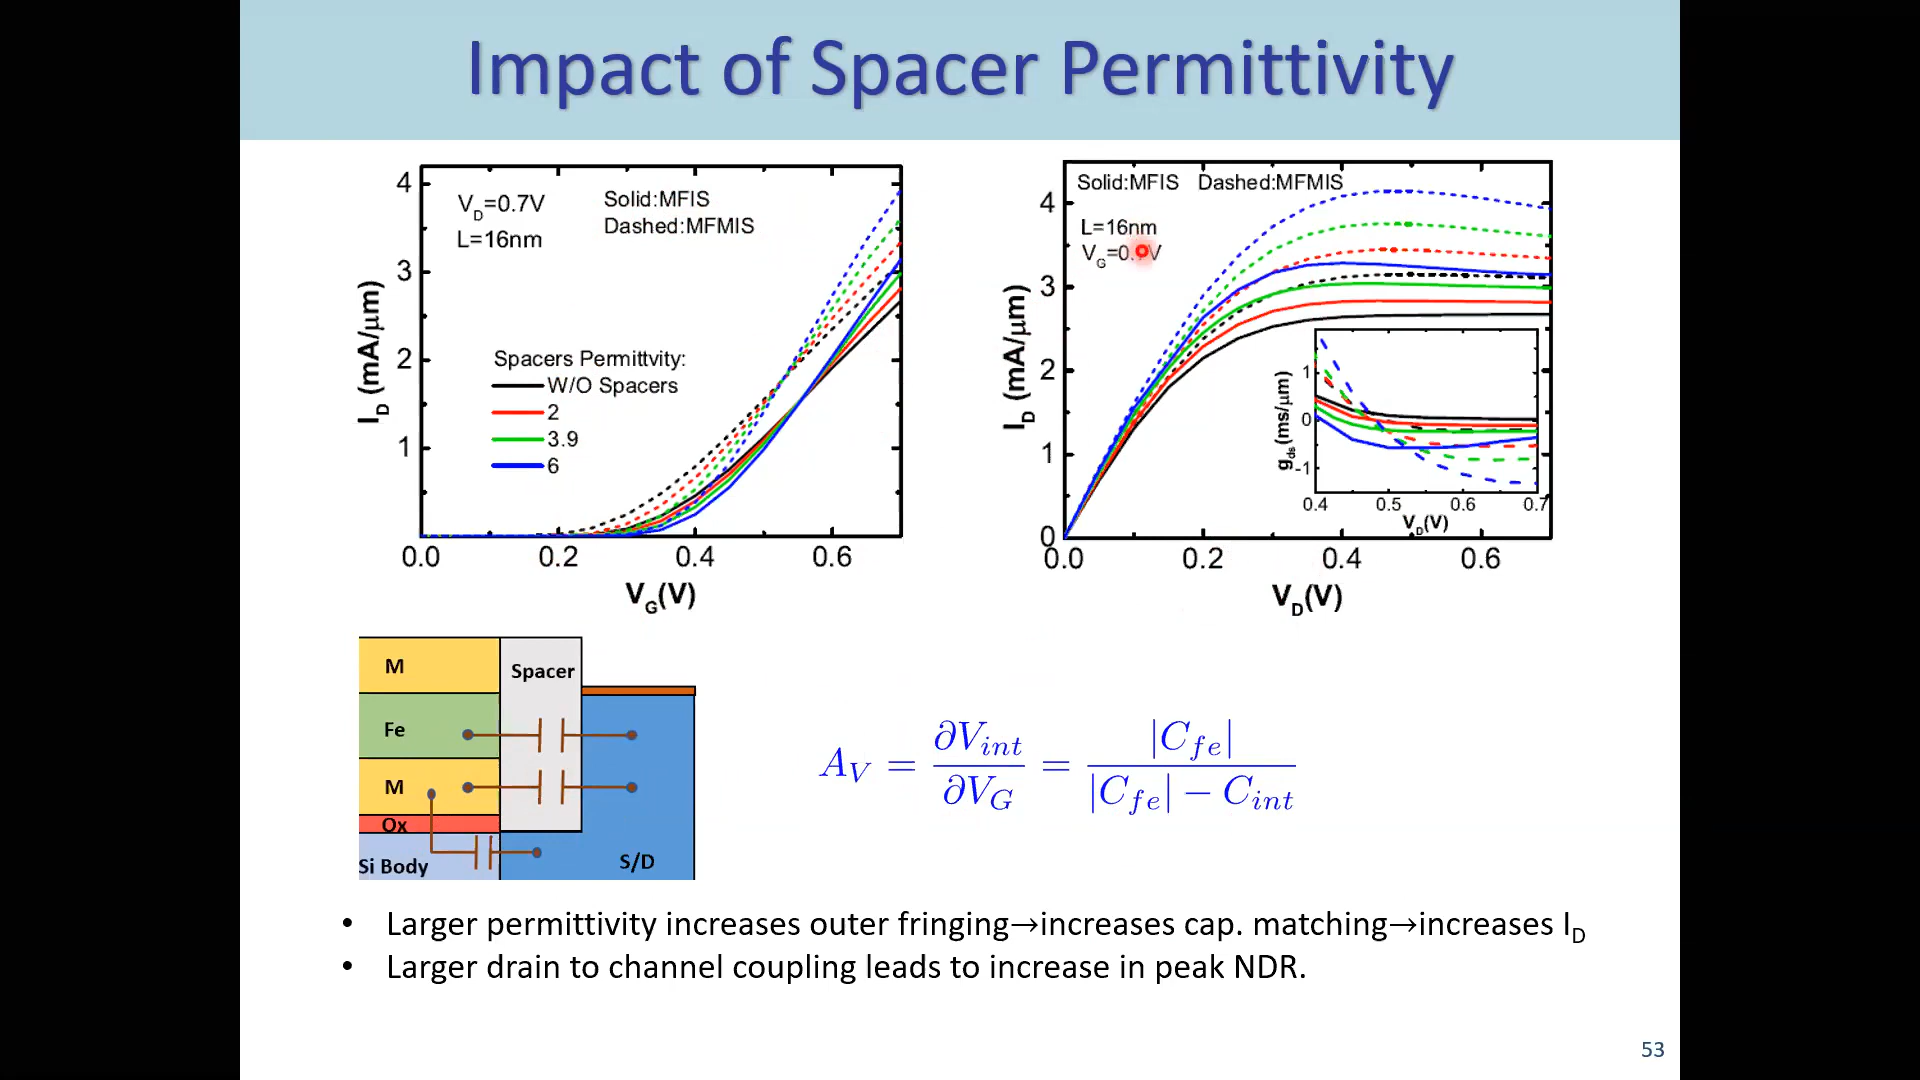 Impact of Spacer Permittivity
V_D=0.7V
L=16nm
Solid:MFIS
Dashed:MFMIS
Spacers Permittvity:
W/O Spacers
2
3.9
6
4
3
2
1
0.0 0.2 0.4 0.6
V_G(V)
I_D (mA/μm)
Solid:MFIS Dashed:MFMIS
L=16nm
V_G=0. V
4
3
2
1
0
0.0 0.2 0.4 0.6
V_D(V)
I_D (mA/μm)
1
0
-1
0.4 0.5 0.6 0.7
V_D(V)
g_ds(ms/μm)
M
Spacer
Fe
M
Ox
Si Body
S/D
A_V = ∂V_int / ∂V_G = |C_fe| / (|C_fe| − C_int)
• Larger permittivity increases outer fringing→increases cap. matching→increases I_D
• Larger drain to channel coupling leads to increase in peak NDR.
53